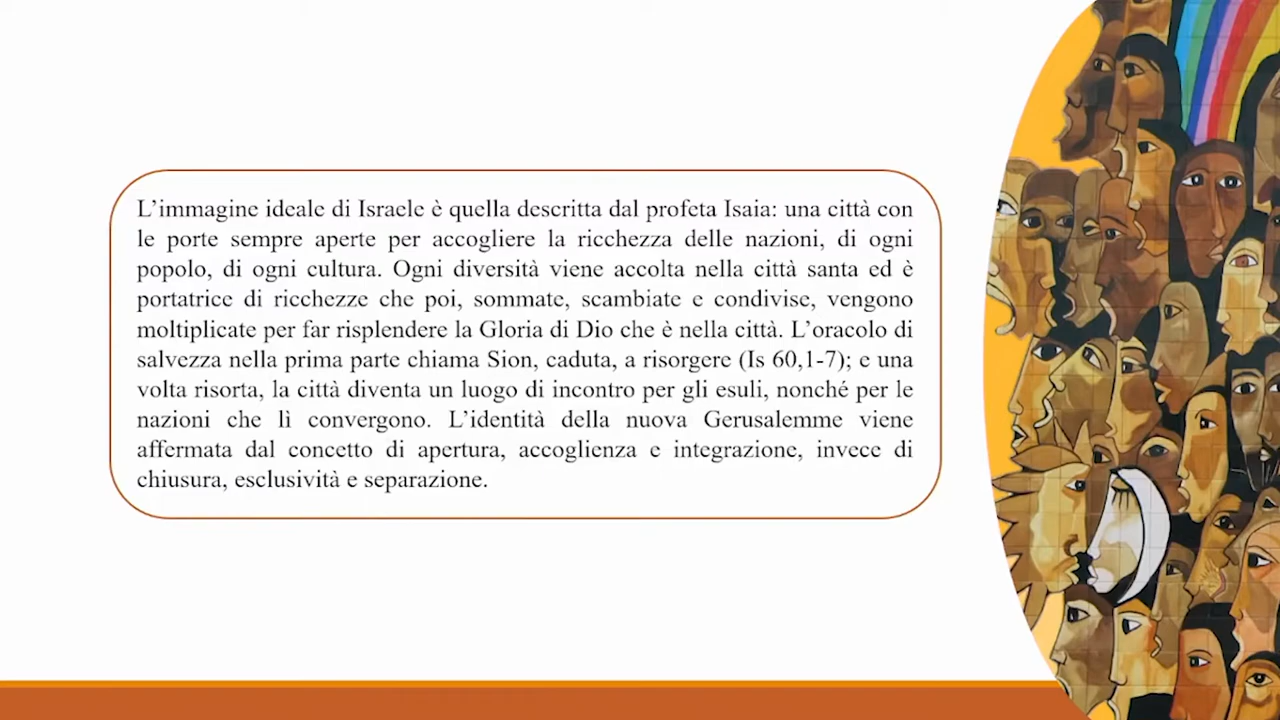 L’immagine ideale di Israele è quella descritta dal profeta Isaia: una città con
le porte sempre aperte per accogliere la ricchezza delle nazioni, di ogni
popolo, di ogni cultura. Ogni diversità viene accolta nella città santa ed è
portatrice di ricchezze che poi, sommate, scambiate e condivise, vengono
moltiplicate per far risplendere la Gloria di Dio che è nella città. L’oracolo di
salvezza nella prima parte chiama Sion, caduta, a risorgere (Is 60,1-7); e una
volta risorta, la città diventa un luogo di incontro per gli esuli, nonché per le
nazioni che lì convergono. L’identità della nuova Gerusalemme viene
affermata dal concetto di apertura, accoglienza e integrazione, invece di
chiusura, esclusività e separazione.